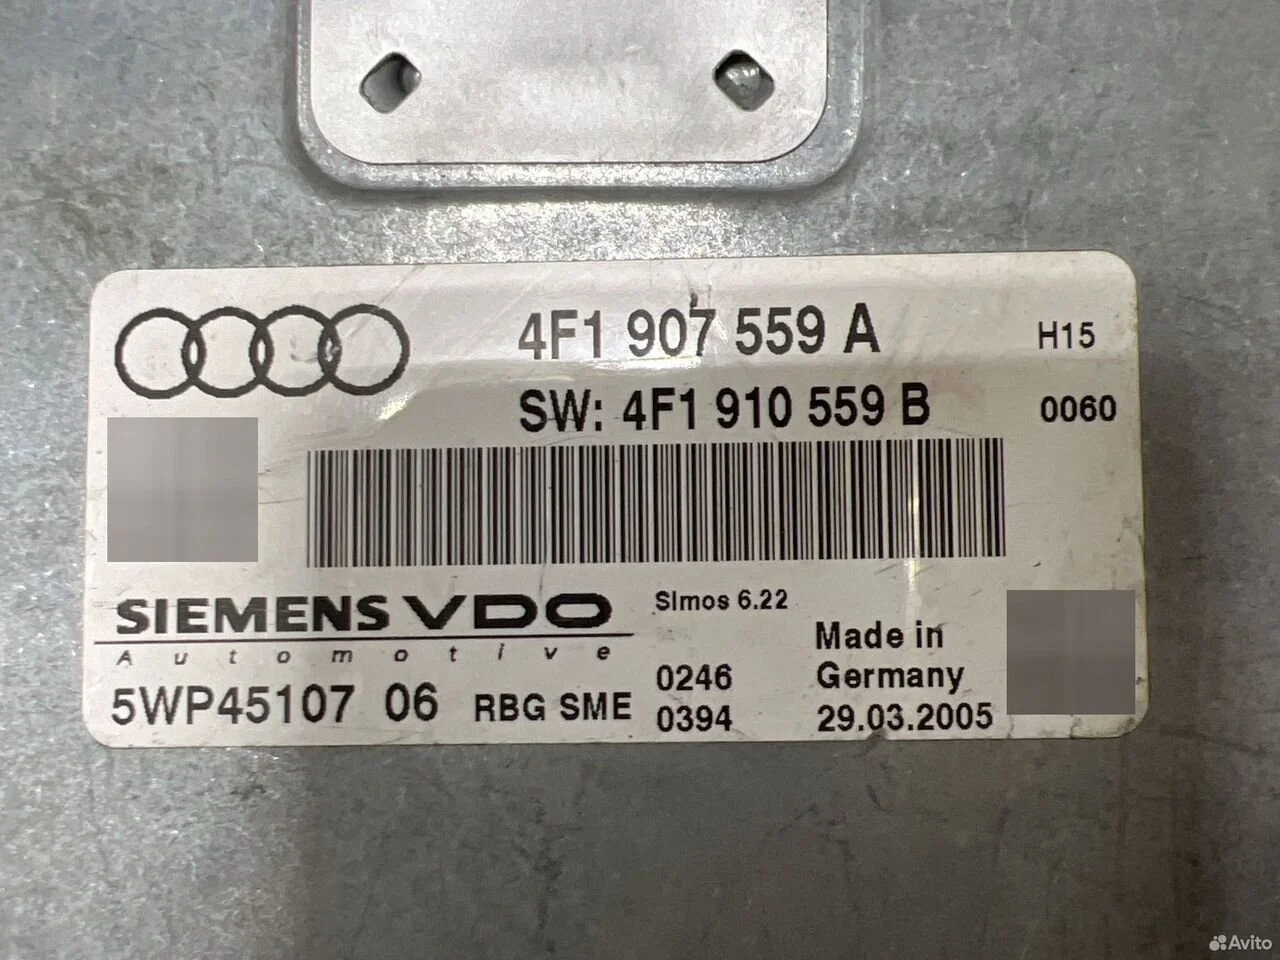 4F1 907 559 A H15
SW: 4F1 910 559 B 0060
SIEMENS VDO
Automotive
5WP45107 06 RBG SME
Simos 6.22
0246
0394
Made in
Germany
29.03.2005
Avito